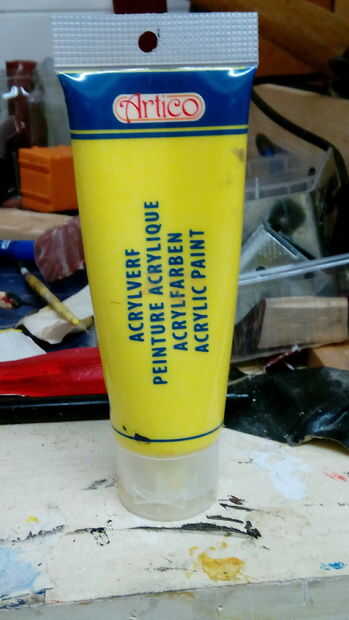 Artico
ACRYLVERF
PEINTURE ACRYLIQUE
ACRYLFARBEN
ACRYLIC PAINT